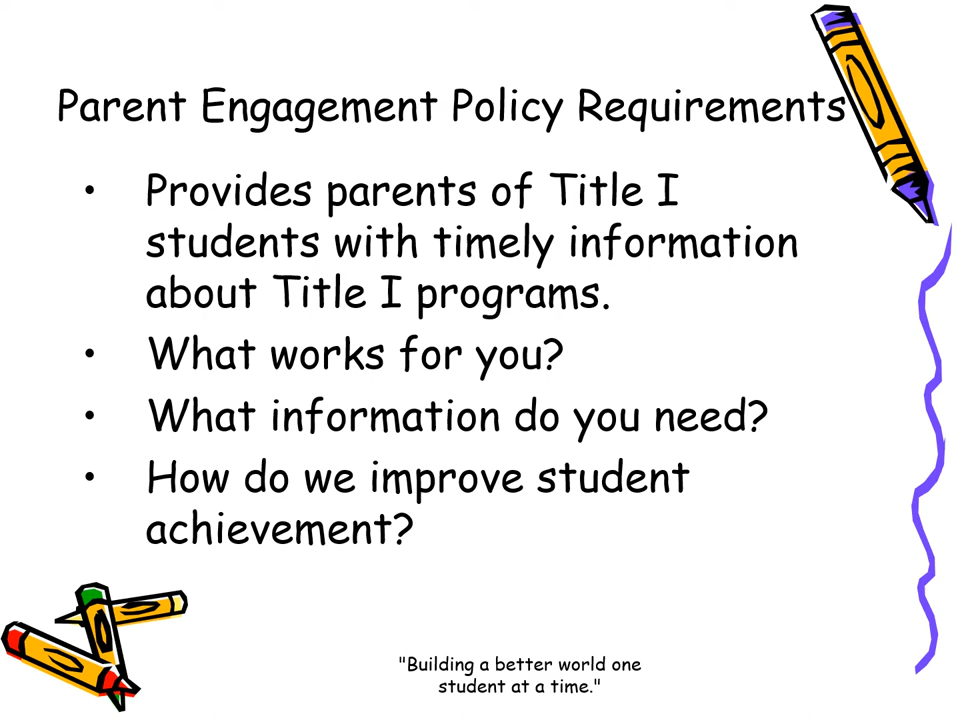 Parent Engagement Policy Requirements
• Provides parents of Title I
students with timely information
about Title I programs.
• What works for you?
• What information do you need?
• How do we improve student
achievement?
"Building a better world one
student at a time."